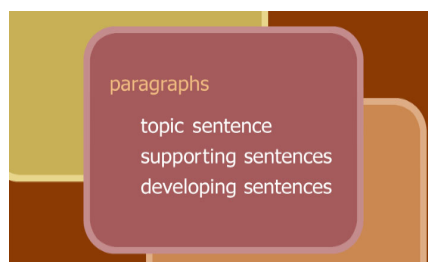 paragraphs
topic sentence
supporting sentences
developing sentences